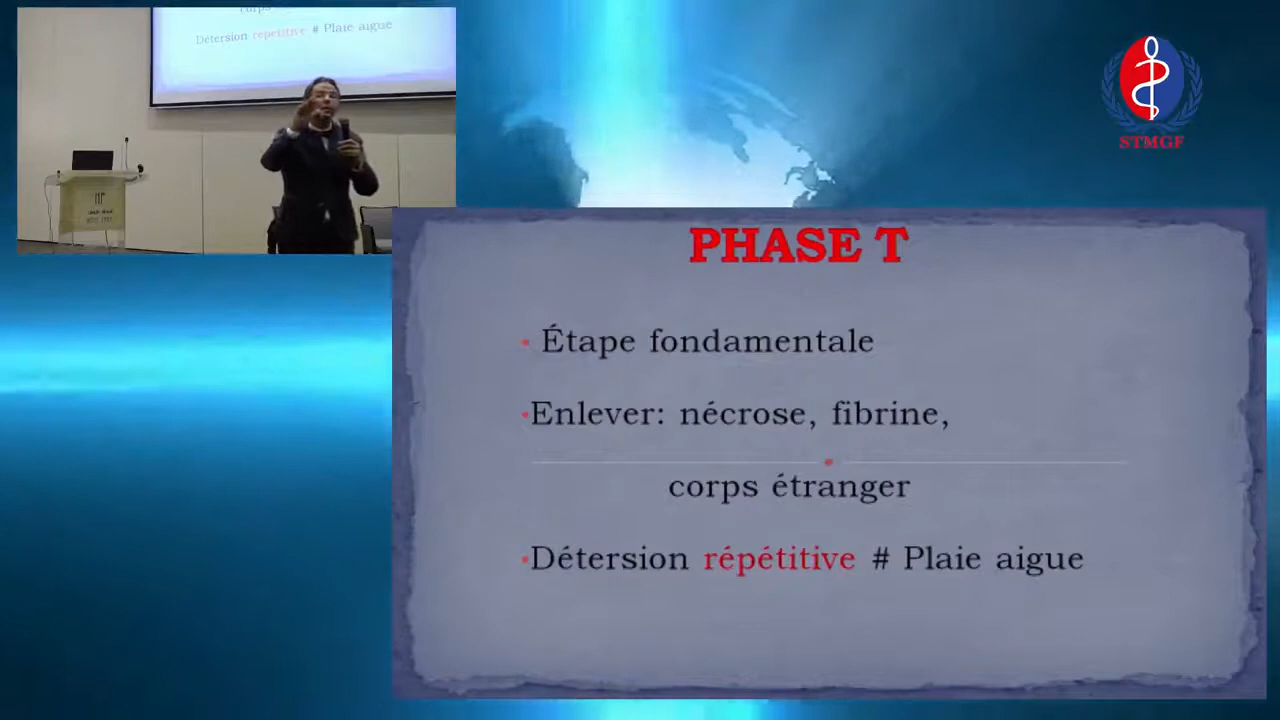 Détersion répétitive # Plaie aigue
STMGF
PHASE T
• Étape fondamentale
•Enlever: nécrose, fibrine,
corps étranger
•Détersion répétitive # Plaie aigue